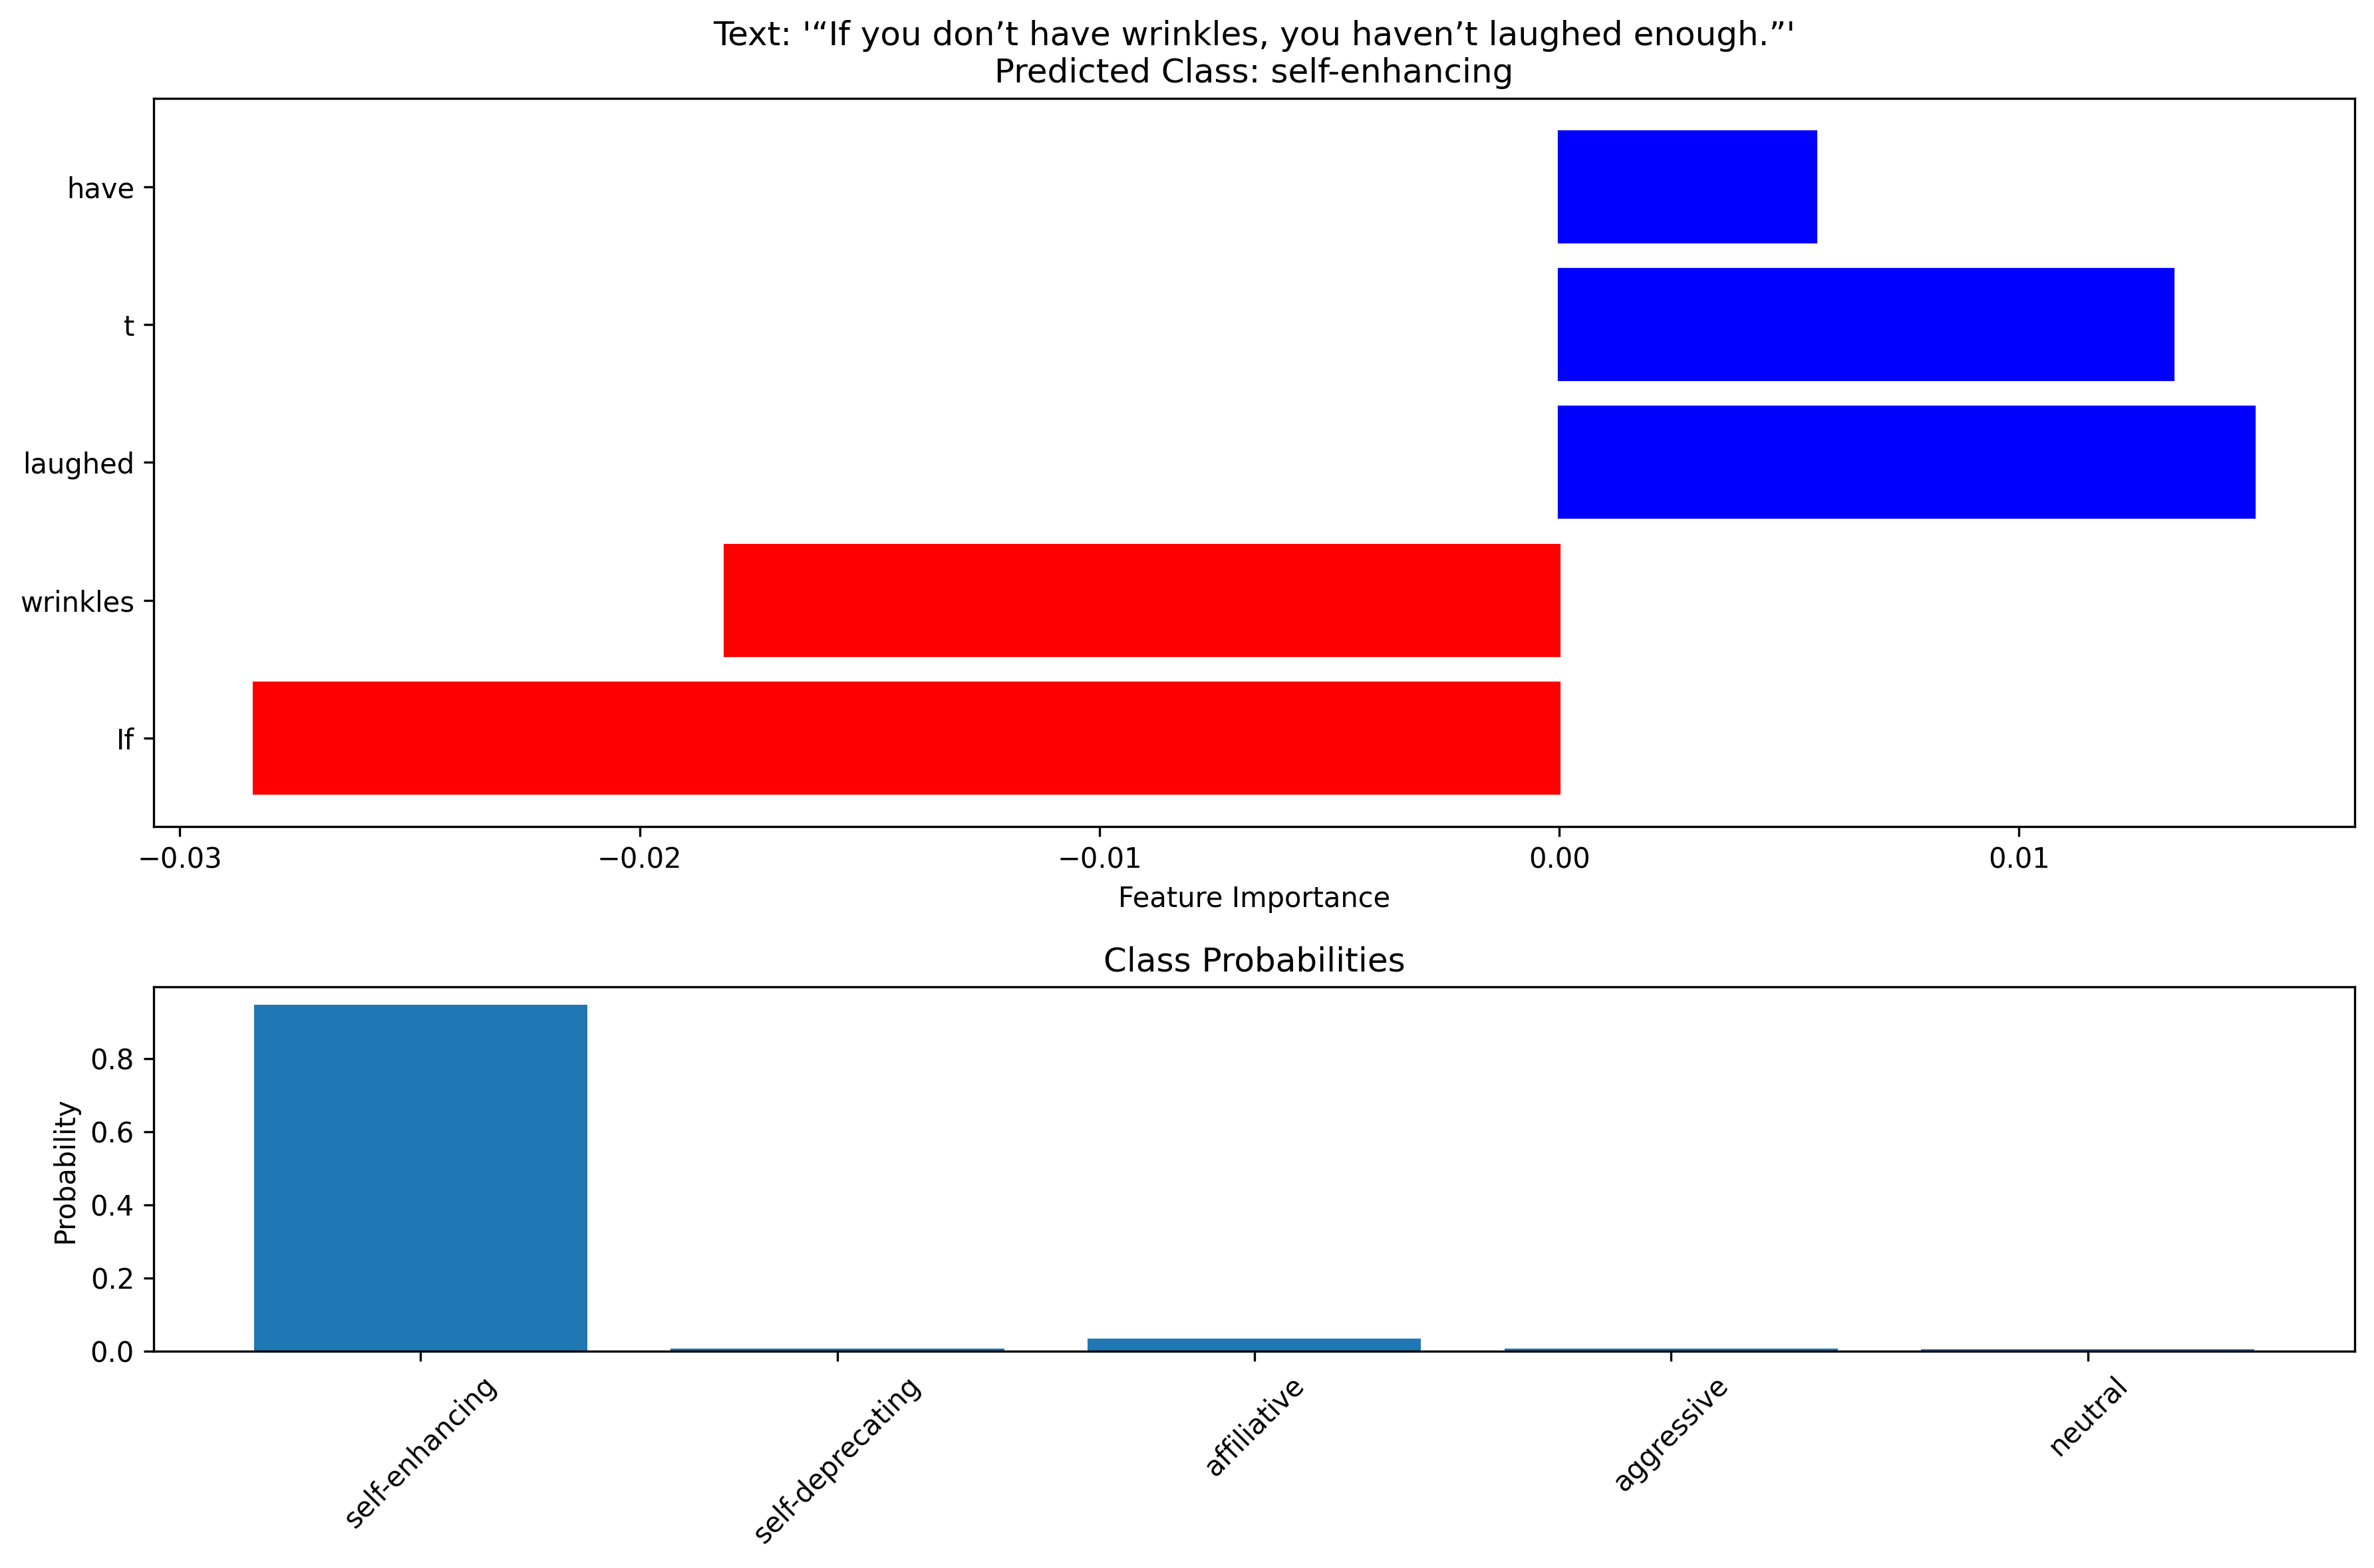 Text: '“If you don’t have wrinkles, you haven’t laughed enough.”'
Predicted Class: self-enhancing
have
t
laughed
wrinkles
If
−0.03 −0.02 −0.01 0.00 0.01
Feature Importance
Class Probabilities
Probability
0.8
0.6
0.4
0.2
0.0
self-enhancing self-deprecating affiliative aggressive neutral